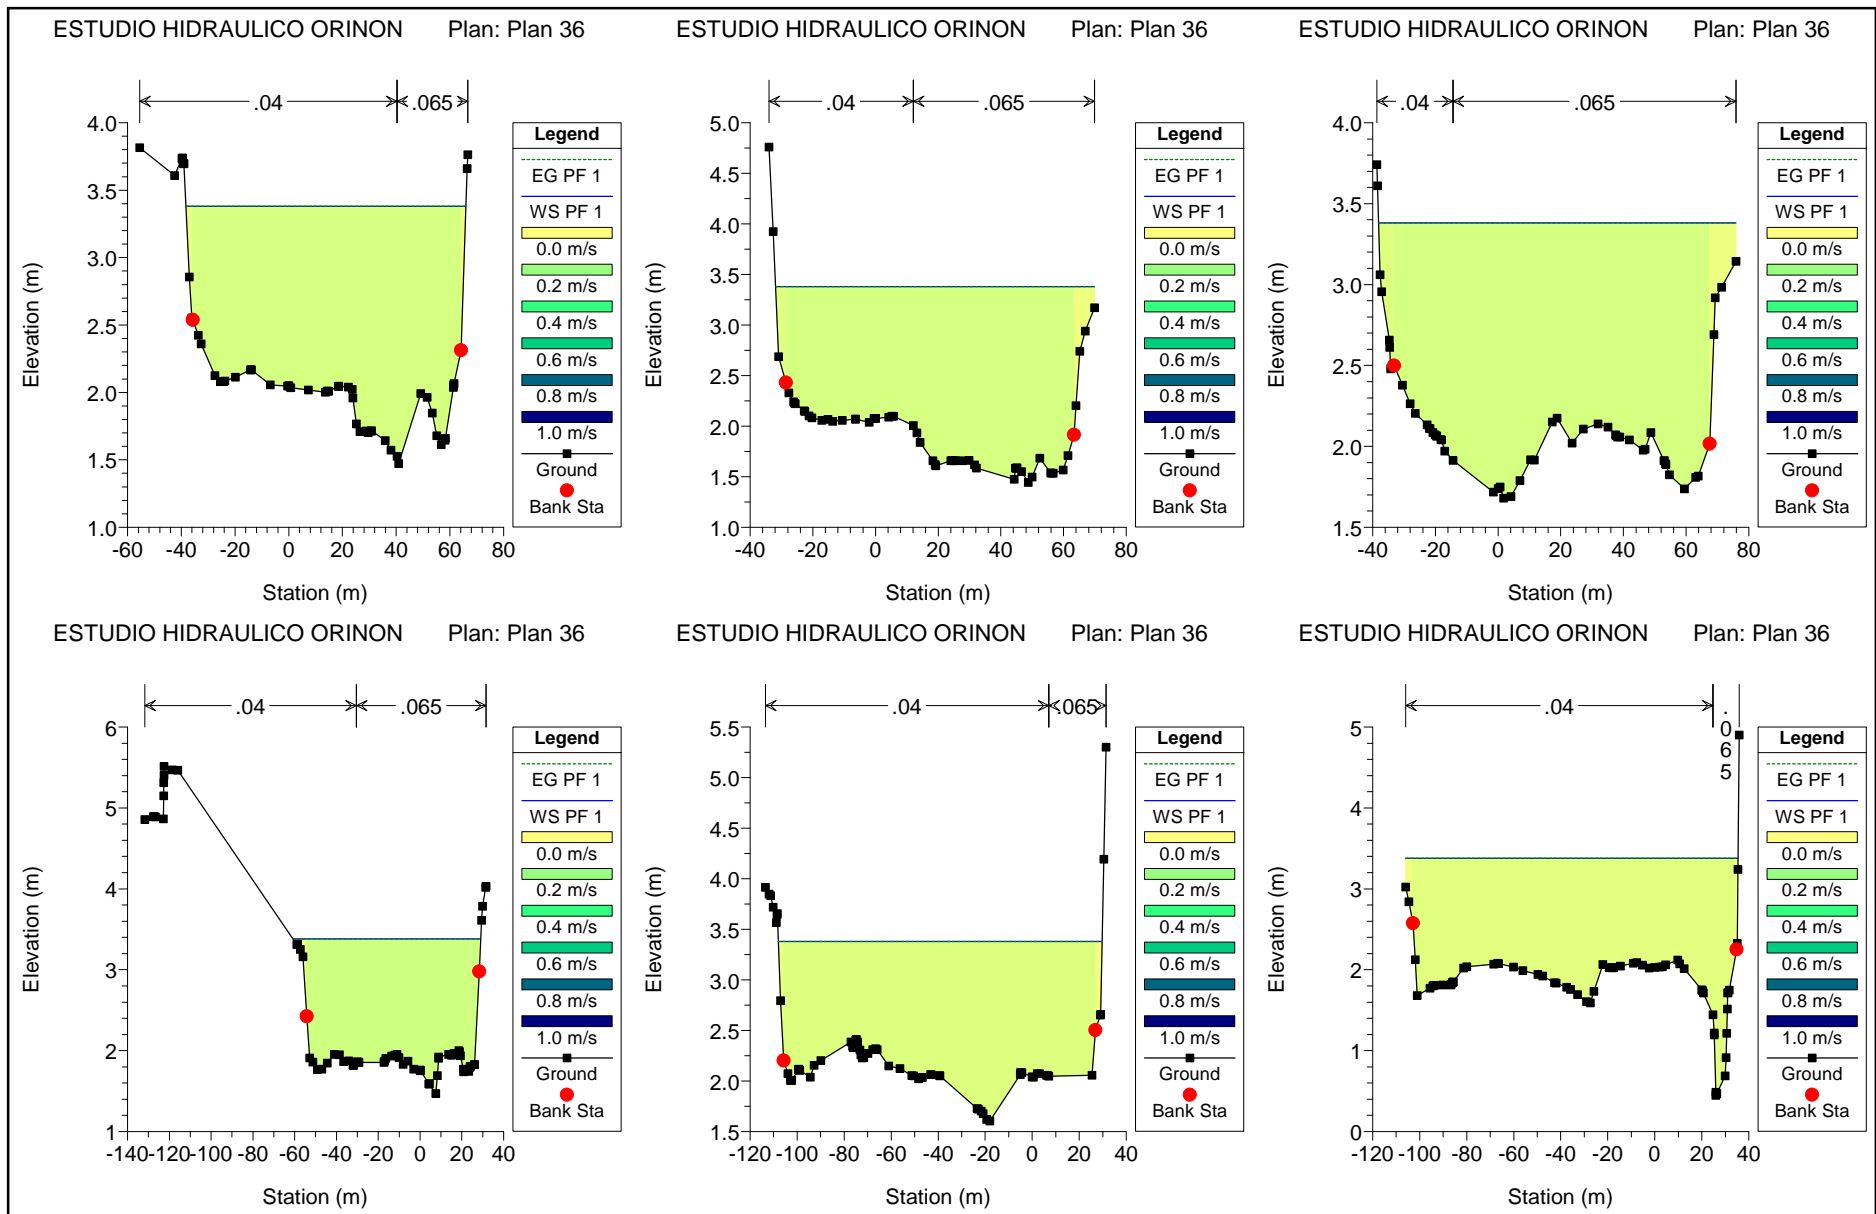 ESTUDIO HIDRAULICO ORINON Plan: Plan 36
.04 .065
4.0
3.5
3.0
2.5
2.0
1.5
1.0
-60 -40 -20 0 20 40 60 80
Elevation (m)
Station (m)
Legend
EG PF 1
WS PF 1
0.0 m/s
0.2 m/s
0.4 m/s
0.6 m/s
0.8 m/s
1.0 m/s
Ground
Bank Sta
ESTUDIO HIDRAULICO ORINON Plan: Plan 36
.04 .065
5.0
4.5
4.0
3.5
3.0
2.5
2.0
1.5
1.0
-40 -20 0 20 40 60 80
Elevation (m)
Station (m)
Legend
EG PF 1
WS PF 1
0.0 m/s
0.2 m/s
0.4 m/s
0.6 m/s
0.8 m/s
1.0 m/s
Ground
Bank Sta
ESTUDIO HIDRAULICO ORINON Plan: Plan 36
.04 .065
4.0
3.5
3.0
2.5
2.0
1.5
-40 -20 0 20 40 60 80
Elevation (m)
Station (m)
Legend
EG PF 1
WS PF 1
0.0 m/s
0.2 m/s
0.4 m/s
0.6 m/s
0.8 m/s
1.0 m/s
Ground
Bank Sta
ESTUDIO HIDRAULICO ORINON Plan: Plan 36
.04 .065
6
5
4
3
2
1
-140 -120 -100 -80 -60 -40 -20 0 20 40
Elevation (m)
Station (m)
Legend
EG PF 1
WS PF 1
0.0 m/s
0.2 m/s
0.4 m/s
0.6 m/s
0.8 m/s
1.0 m/s
Ground
Bank Sta
ESTUDIO HIDRAULICO ORINON Plan: Plan 36
.04 .065
5.5
5.0
4.5
4.0
3.5
3.0
2.5
2.0
1.5
-120 -100 -80 -60 -40 -20 0 20 40
Elevation (m)
Station (m)
Legend
EG PF 1
WS PF 1
0.0 m/s
0.2 m/s
0.4 m/s
0.6 m/s
0.8 m/s
1.0 m/s
Ground
Bank Sta
ESTUDIO HIDRAULICO ORINON Plan: Plan 36
.04 .
0
6
5
5
4
3
2
1
0
-120 -100 -80 -60 -40 -20 0 20 40
Elevation (m)
Station (m)
Legend
EG PF 1
WS PF 1
0.0 m/s
0.2 m/s
0.4 m/s
0.6 m/s
0.8 m/s
1.0 m/s
Ground
Bank Sta